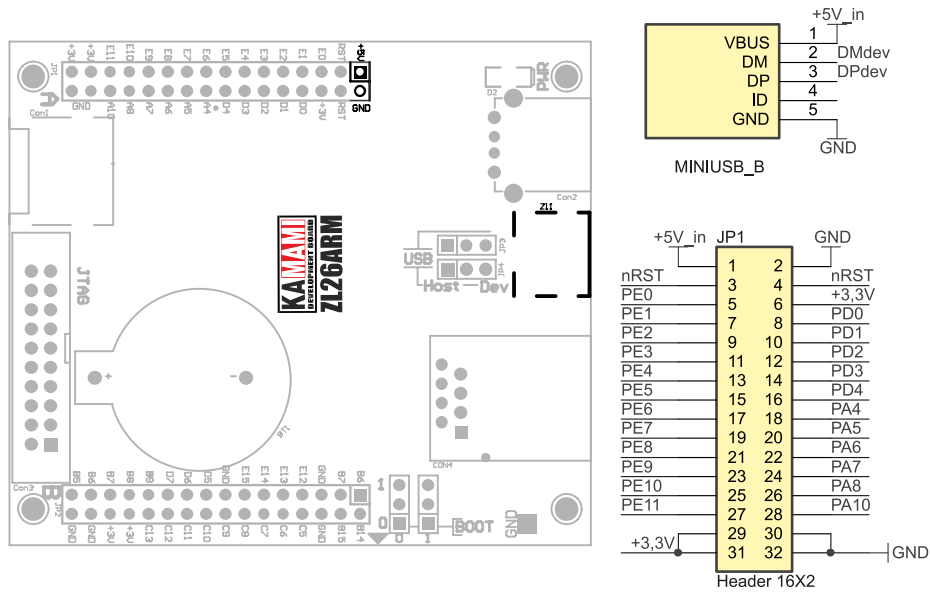 +3V +3V E11 E10 E9 E8 E7 E6 E5 E4 E3 E2 E1 E0 RST +5V
JP1
A
GND A10 A8 A7 A6 A5 A4 D4 D3 D2 D1 D0 +3V RST GND
Con1
D2
PWR
Con2
Z11
KAMAMI
DEVELOPMENT BOARD
ZL26ARM
USB
JP3
JP4
Host Dev
JTAG
+ -
BT1
CON4
Con3
B
B5 B6 B7 B8 B9 D7 D6 D5 GND E15 E14 E13 E12 GND B7 B6
JP2
GND GND +3V +3V C13 C12 C11 C10 C9 C8 C7 C6 C5 GND B15 B14
1
0
0 1
BOOT
GND
+5V_in
VBUS 1
DM 2 DMdev
DP 3 DPdev
ID 4
GND 5
GND
MINIUSB_B
+5V_in JP1 GND
1 2
nRST 3 4 nRST
PE0 5 6 +3,3V
PE1 7 8 PD0
PE2 9 10 PD1
PE3 11 12 PD2
PE4 13 14 PD3
PE5 15 16 PD4
PE6 17 18 PA4
PE7 19 20 PA5
PE8 21 22 PA6
PE9 23 24 PA7
PE10 25 26 PA8
PE11 27 28 PA10
29 30
+3,3V 31 32 GND
Header 16X2